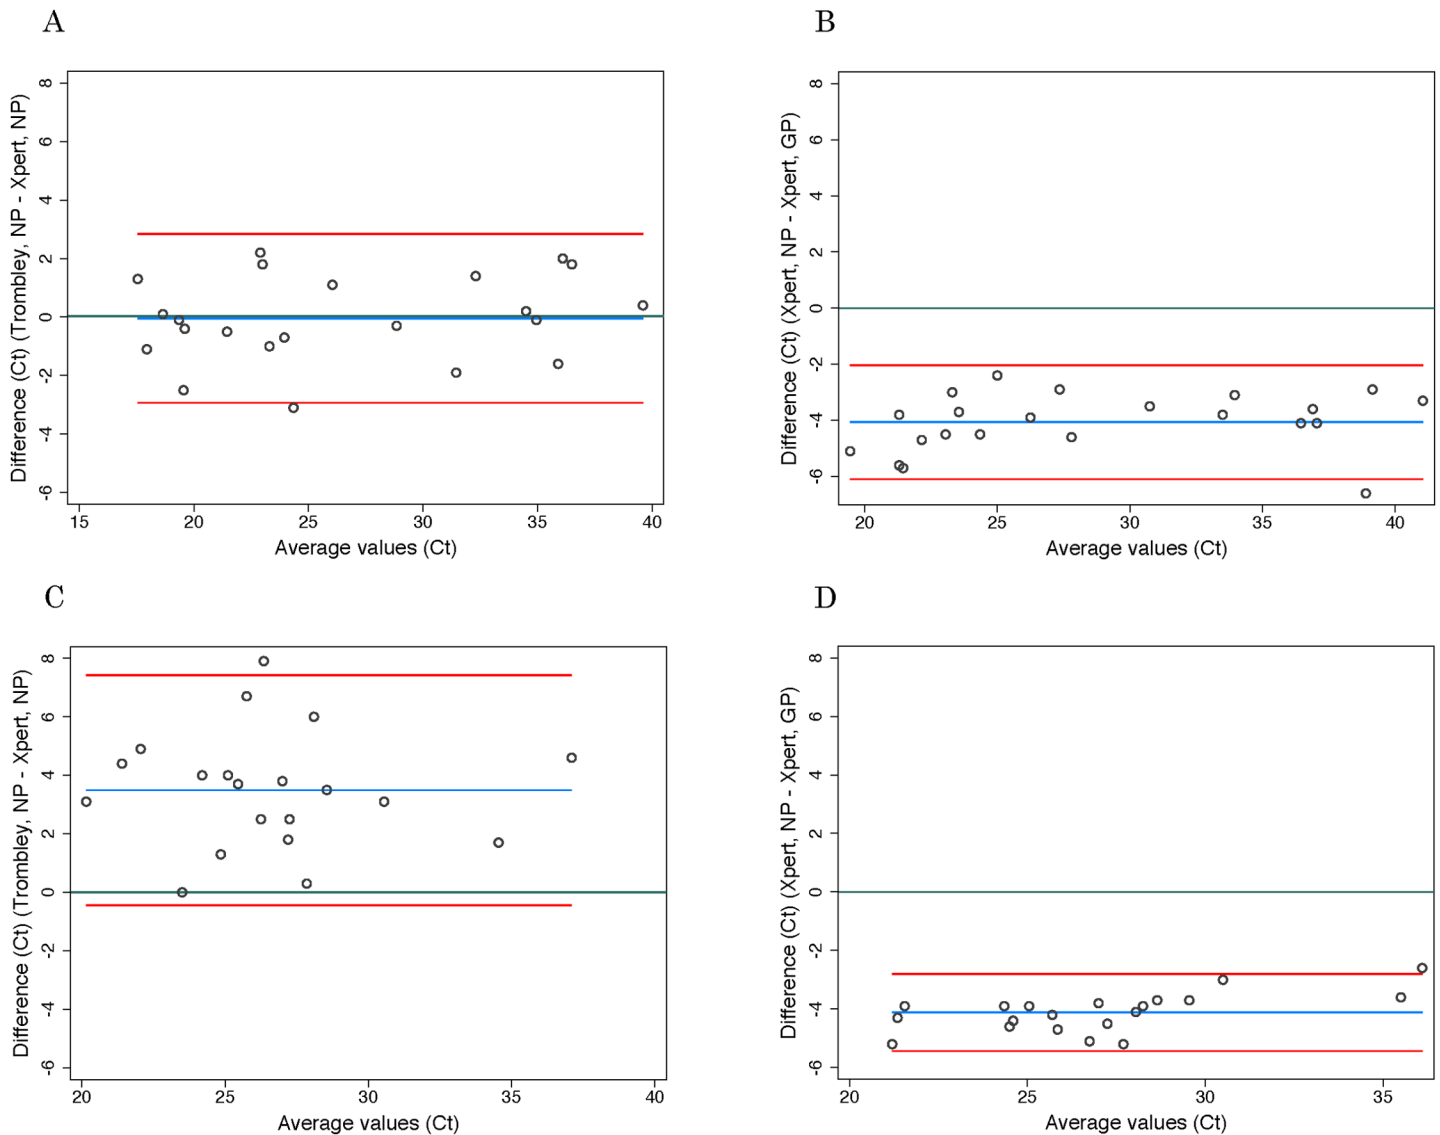 A
Difference (Ct) (Trombley, NP - Xpert, NP)
8
6
4
2
0
-2
-4
-6
15 20 25 30 35 40
Average values (Ct)
B
Difference (Ct) (Xpert, NP - Xpert, GP)
8
6
4
2
0
-2
-4
-6
20 25 30 35 40
Average values (Ct)
C
Difference (Ct) (Trombley, NP - Xpert, NP)
8
6
4
2
0
-2
-4
-6
20 25 30 35 40
Average values (Ct)
D
Difference (Ct) (Xpert, NP - Xpert, GP)
8
6
4
2
0
-2
-4
-6
20 25 30 35
Average values (Ct)